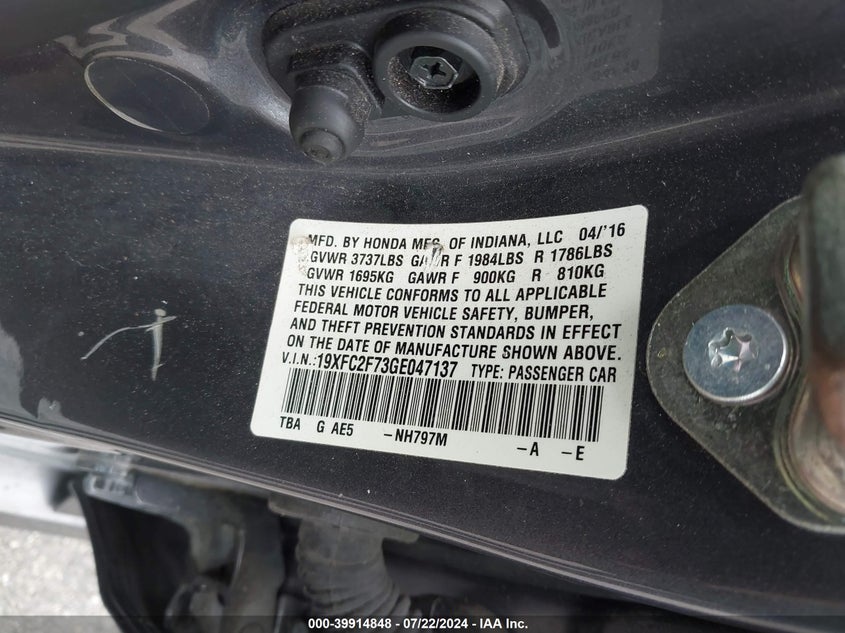 MFD. BY HONDA MFG. OF INDIANA, LLC 04/'16
GVWR 3737LBS GAWR F 1984LBS R 1786LBS
GVWR 1695KG GAWR F 900KG R 810KG
THIS VEHICLE CONFORMS TO ALL APPLICABLE
FEDERAL MOTOR VEHICLE SAFETY, BUMPER,
AND THEFT PREVENTION STANDARDS IN EFFECT
ON THE DATE OF MANUFACTURE SHOWN ABOVE.
V.I.N.:19XFC2F73GE047137 TYPE: PASSENGER CAR
TBA G AE5 -NH797M -A -E
000-39914848 - 07/22/2024 - IAAI Inc.